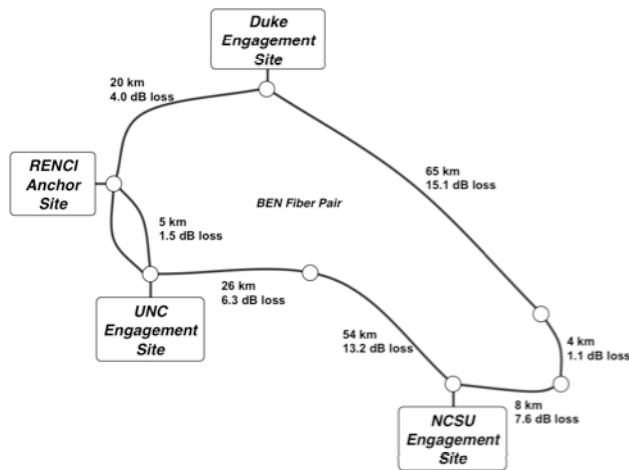 Duke
Engagement
Site
20 km
4.0 dB loss
65 km
15.1 dB loss
RENCI
Anchor
Site
BEN Fiber Pair
5 km
1.5 dB loss
26 km
6.3 dB loss
UNC
Engagement
Site
54 km
13.2 dB loss
4 km
1.1 dB loss
NCSU
Engagement
Site
8 km
7.6 dB loss